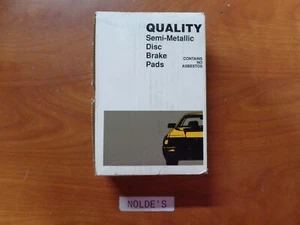 QUALITY
Semi-Metallic
Disc
Brake
Pads
CONTAINS
NO
ASBESTOS
NOLDE'S